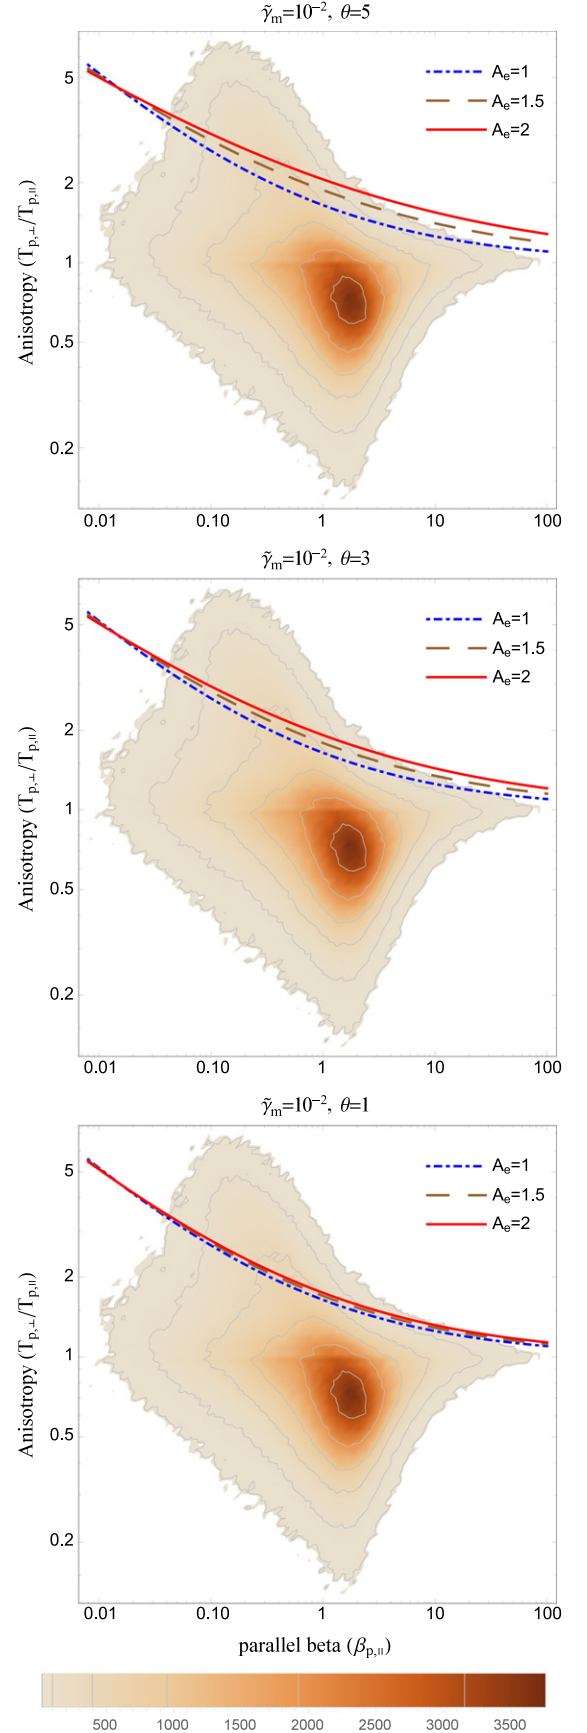 γ̃ₘ=10⁻², θ=5
Aₑ=1
Aₑ=1.5
Aₑ=2
Anisotropy (Tₚ,⊥/Tₚ,∥)
5
2
1
0.5
0.2
0.01 0.10 1 10 100
γ̃ₘ=10⁻², θ=3
Aₑ=1
Aₑ=1.5
Aₑ=2
Anisotropy (Tₚ,⊥/Tₚ,∥)
5
2
1
0.5
0.2
0.01 0.10 1 10 100
γ̃ₘ=10⁻², θ=1
Aₑ=1
Aₑ=1.5
Aₑ=2
Anisotropy (Tₚ,⊥/Tₚ,∥)
5
2
1
0.5
0.2
0.01 0.10 1 10 100
parallel beta (βₚ,∥)
500 1000 1500 2000 2500 3000 3500